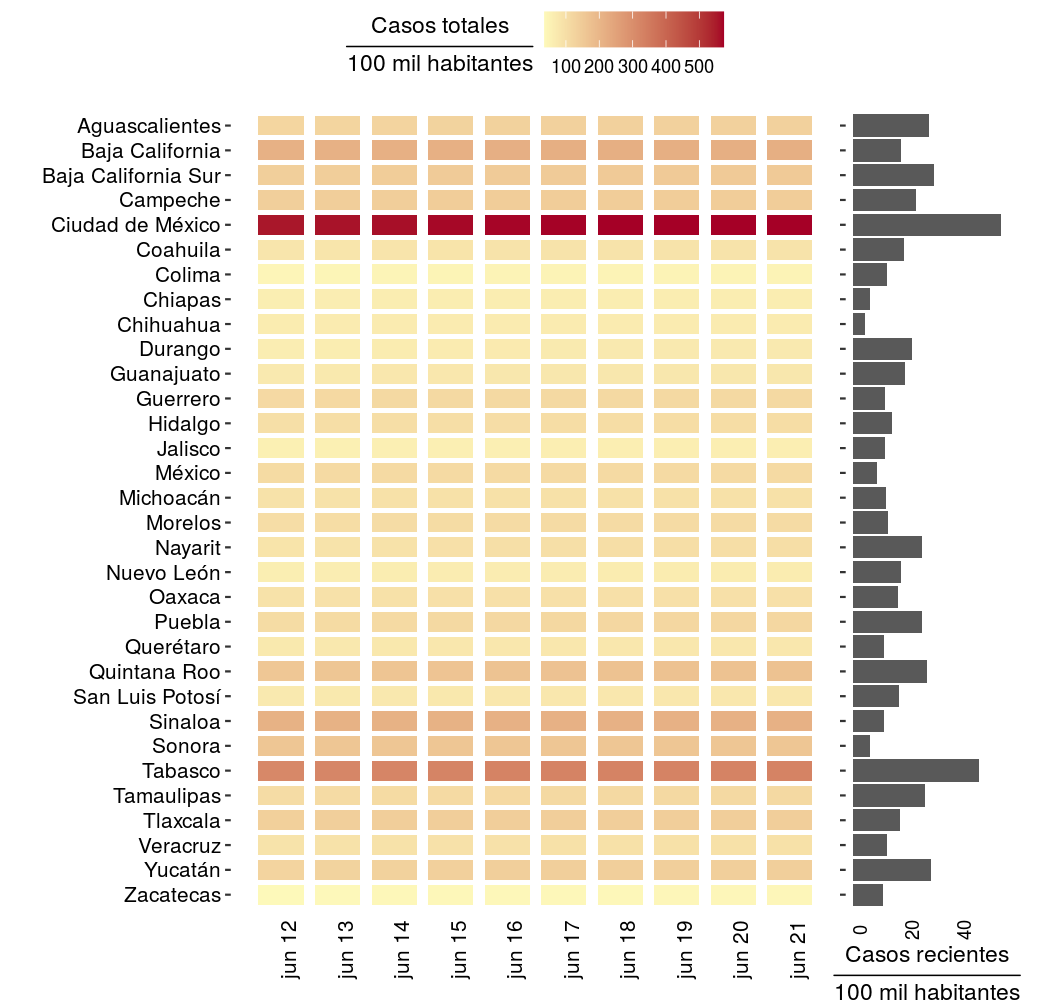 Casos totales
100 mil habitantes
100 200 300 400 500
Aguascalientes
Baja California
Baja California Sur
Campeche
Ciudad de México
Coahuila
Colima
Chiapas
Chihuahua
Durango
Guanajuato
Guerrero
Hidalgo
Jalisco
México
Michoacán
Morelos
Nayarit
Nuevo León
Oaxaca
Puebla
Querétaro
Quintana Roo
San Luis Potosí
Sinaloa
Sonora
Tabasco
Tamaulipas
Tlaxcala
Veracruz
Yucatán
Zacatecas
jun 12
jun 13
jun 14
jun 15
jun 16
jun 17
jun 18
jun 19
jun 20
jun 21
0
20
40
Casos recientes
100 mil habitantes